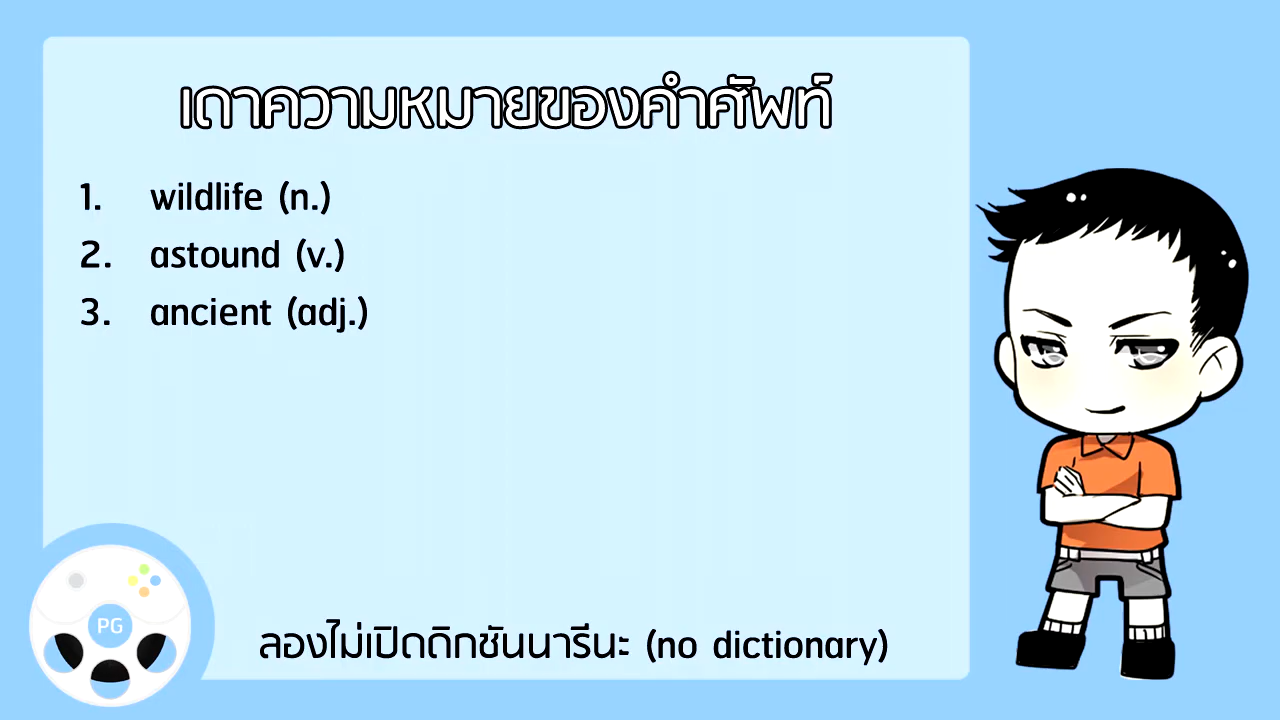 เดาความหมายของคำศัพท์
1. wildlife (n.)
2. astound (v.)
3. ancient (adj.)
PG
ลองไม่เปิดดิกชันนารีนะ (no dictionary)